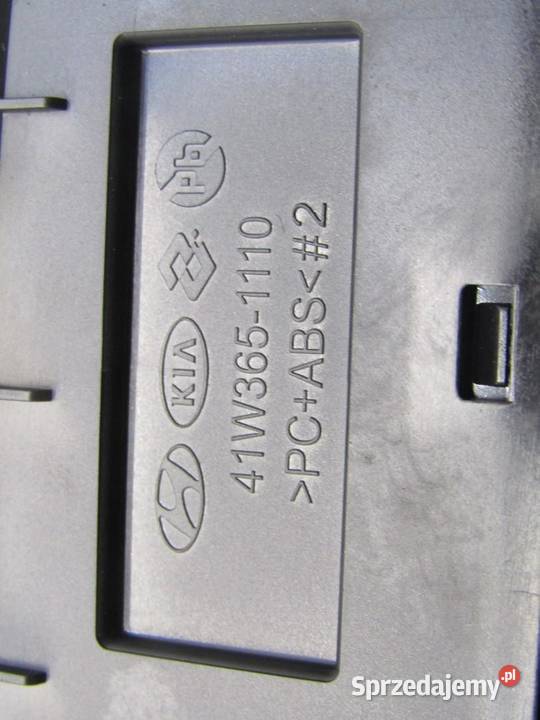 KIA
Pb
41W365-1110
>PC+ABS<#2
Sprzedajemy.pl